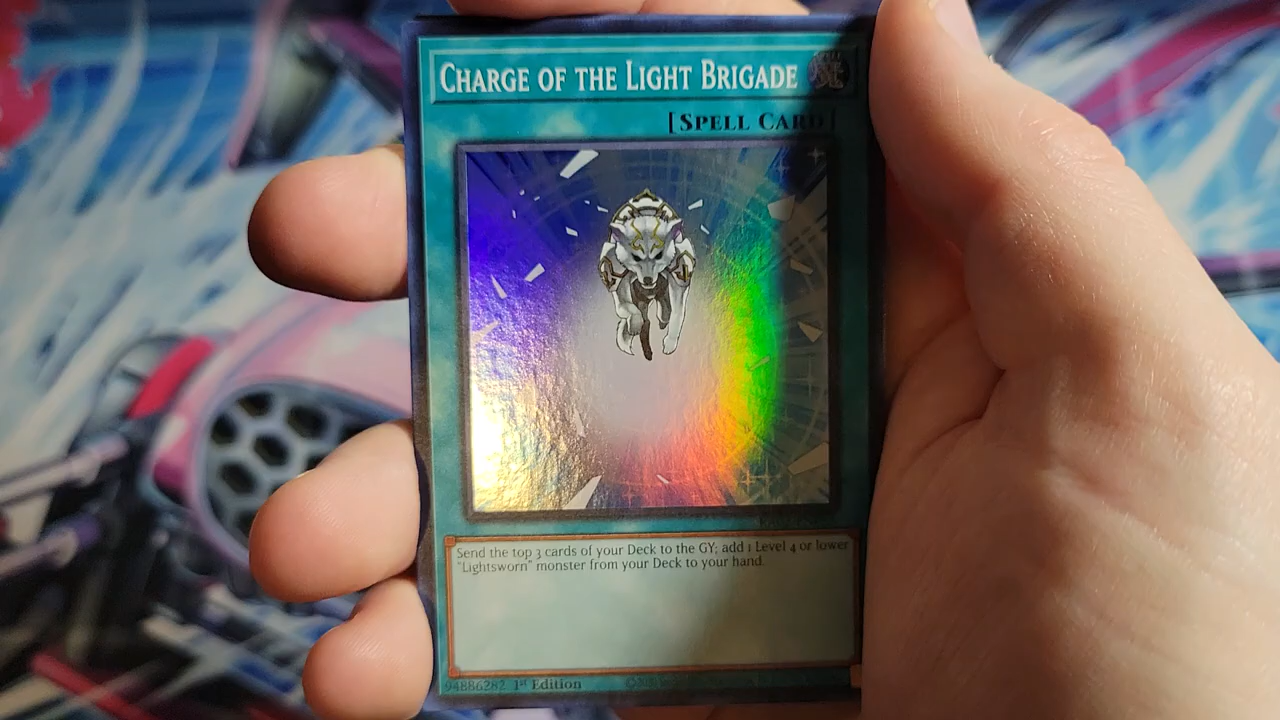 CHARGE OF THE LIGHT BRIGADE
[SPELL CARD]
Send the top 3 cards of your Deck to the GY; add 1 Level 4 or lower
"Lightsworn" monster from your Deck to your hand.
94886282 1st Edition